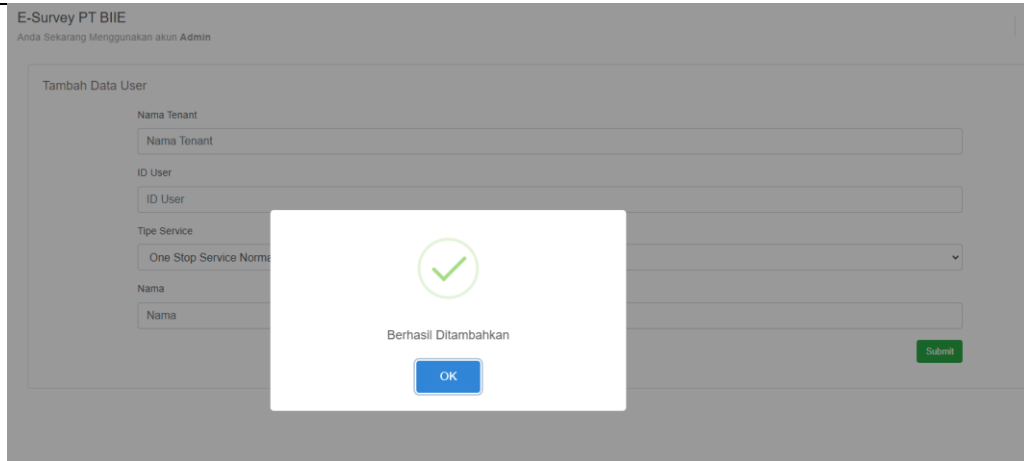 E-Survey PT BIIE
Anda Sekarang Menggunakan akun Admin
Tambah Data User
Nama Tenant
Nama Tenant
ID User
ID User
Tipe Service
One Stop Service Norma
Nama
Nama
Submit
Berhasil Ditambahkan
OK